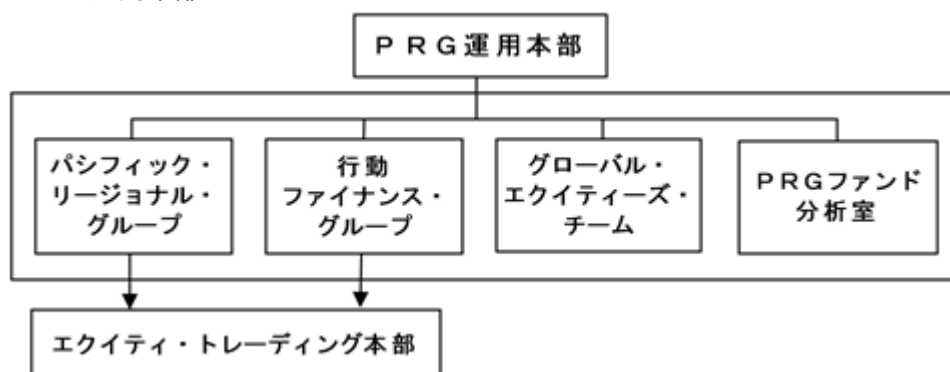 ＰＲＧ運用本部
パシフィック・
リージョナル・
グループ
行動
ファイナンス・
グループ
グローバル・
エクイティーズ・
チーム
ＰＲＧファンド
分析室
エクイティ・トレーディング本部